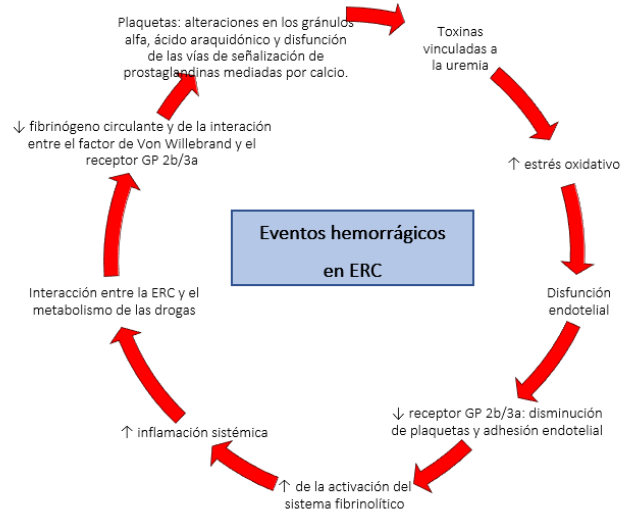 Plaquetas: alteraciones en los gránulos
alfa, ácido araquidónico y disfunción
de las vías de señalización de
prostaglandinas mediadas por calcio.
Toxinas
vinculadas a
la uremia
↑ estrés oxidativo
Disfunción
endotelial
↓ receptor GP 2b/3a: disminución
de plaquetas y adhesión endotelial
↑ de la activación del
sistema fibrinolítico
↑ inflamación sistémica
Interacción entre la ERC y el
metabolismo de las drogas
↓ fibrinógeno circulante y de la interación
entre el factor de Von Willebrand y el
receptor GP 2b/3a
Eventos hemorrágicos
en ERC